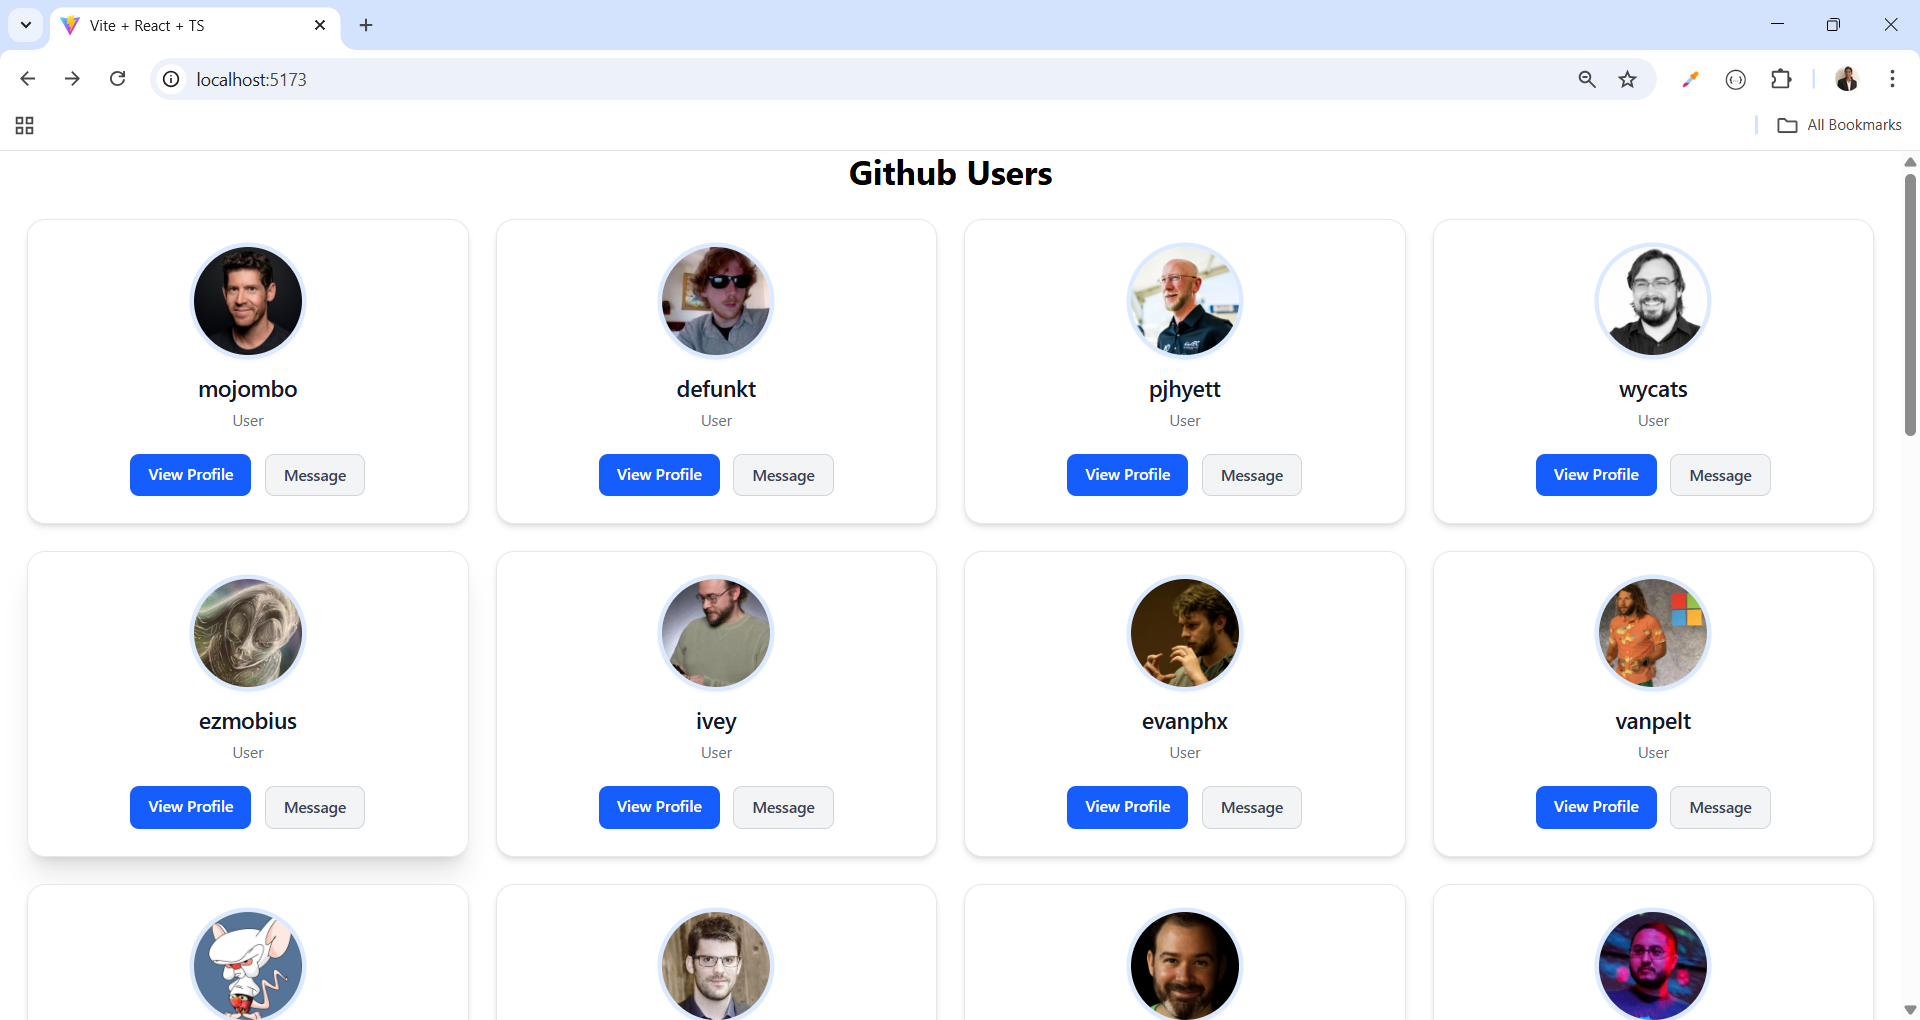 Vite + React + TS
localhost:5173
All Bookmarks
Github Users
mojombo
User
View Profile
Message
defunkt
User
View Profile
Message
pjhyett
User
View Profile
Message
wycats
User
View Profile
Message
ezmobius
User
View Profile
Message
ivey
User
View Profile
Message
evanphx
User
View Profile
Message
vanpelt
User
View Profile
Message